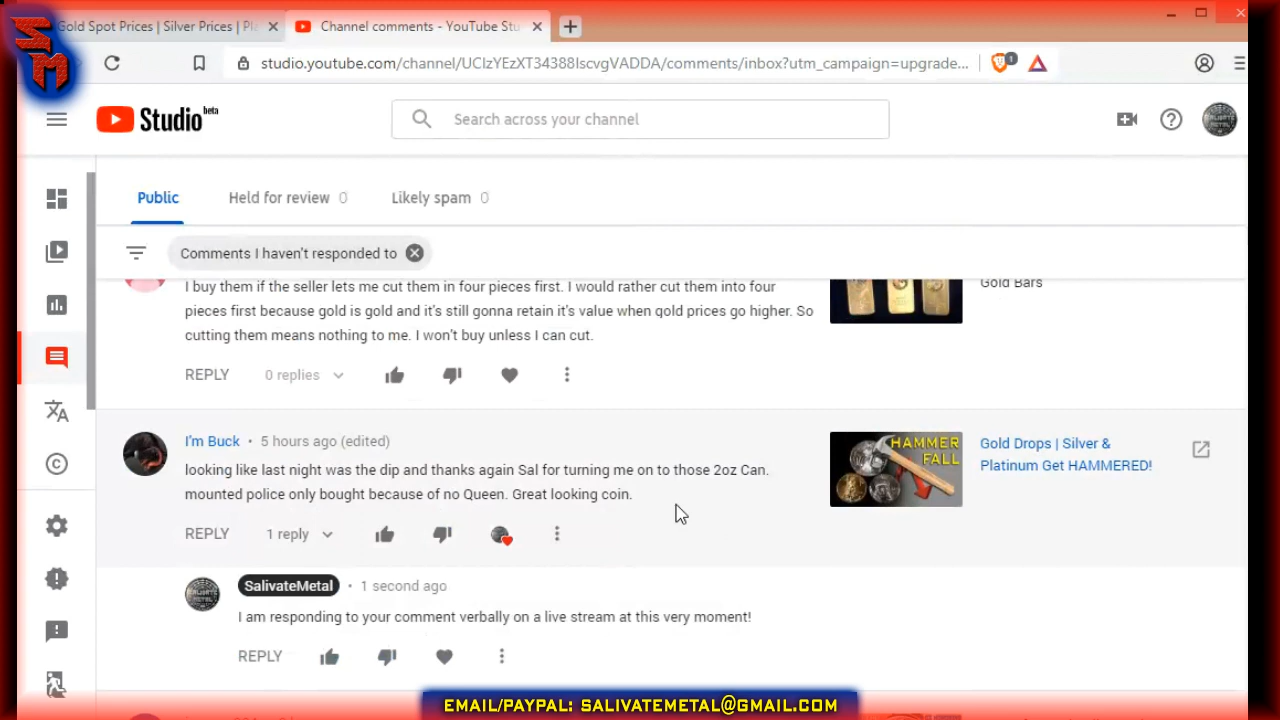 SM
Gold Spot Prices | Silver Prices | Pl
Channel comments - YouTube Stu
studio.youtube.com/channel/UClzYEzXT34388IscvgVADDA/comments/inbox?utm_campaign=upgrade...
1
Studio beta
Search across your channel
Public
Held for review 0
Likely spam 0
Comments I haven't responded to
I buy them if the seller lets me cut them in four pieces first. I would rather cut them into four
pieces first because gold is gold and it's still gonna retain it's value when gold prices go higher. So
cutting them means nothing to me. I won't buy unless I can cut.
Gold Bars
REPLY
0 replies
I'm Buck • 5 hours ago (edited)
looking like last night was the dip and thanks again Sal for turning me on to those 2oz Can.
mounted police only bought because of no Queen. Great looking coin.
HAMMER
FALL
Gold Drops | Silver &
Platinum Get HAMMERED!
REPLY
1 reply
SalivateMetal • 1 second ago
I am responding to your comment verbally on a live stream at this very moment!
REPLY
EMAIL/PAYPAL: SALIVATEMETAL@GMAIL.COM